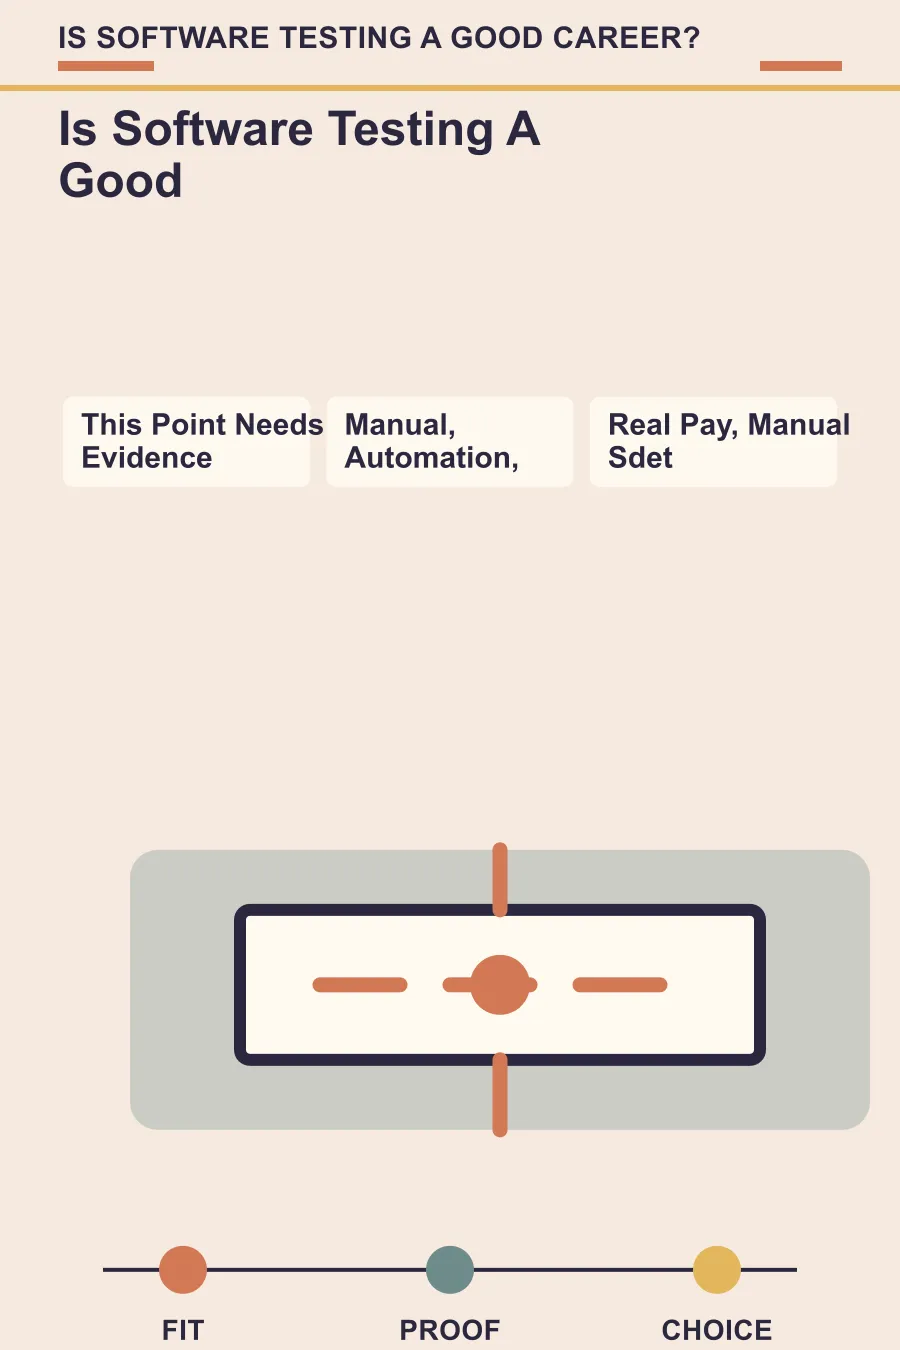 IS SOFTWARE TESTING A GOOD CAREER?
Is Software Testing A
Good
This Point Needs
Evidence
Manual,
Automation,
Real Pay, Manual
Sdet
FIT
PROOF
CHOICE